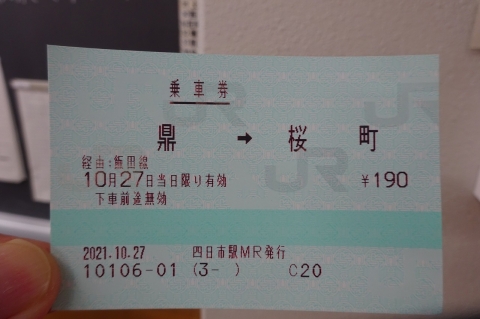 乗車券
鼎 → 桜町
経由:飯田線
10月27日当日限り有効 ¥190
下車前途無効
2021.10.27 四日市駅MR発行
10106-01 (3- ) C20